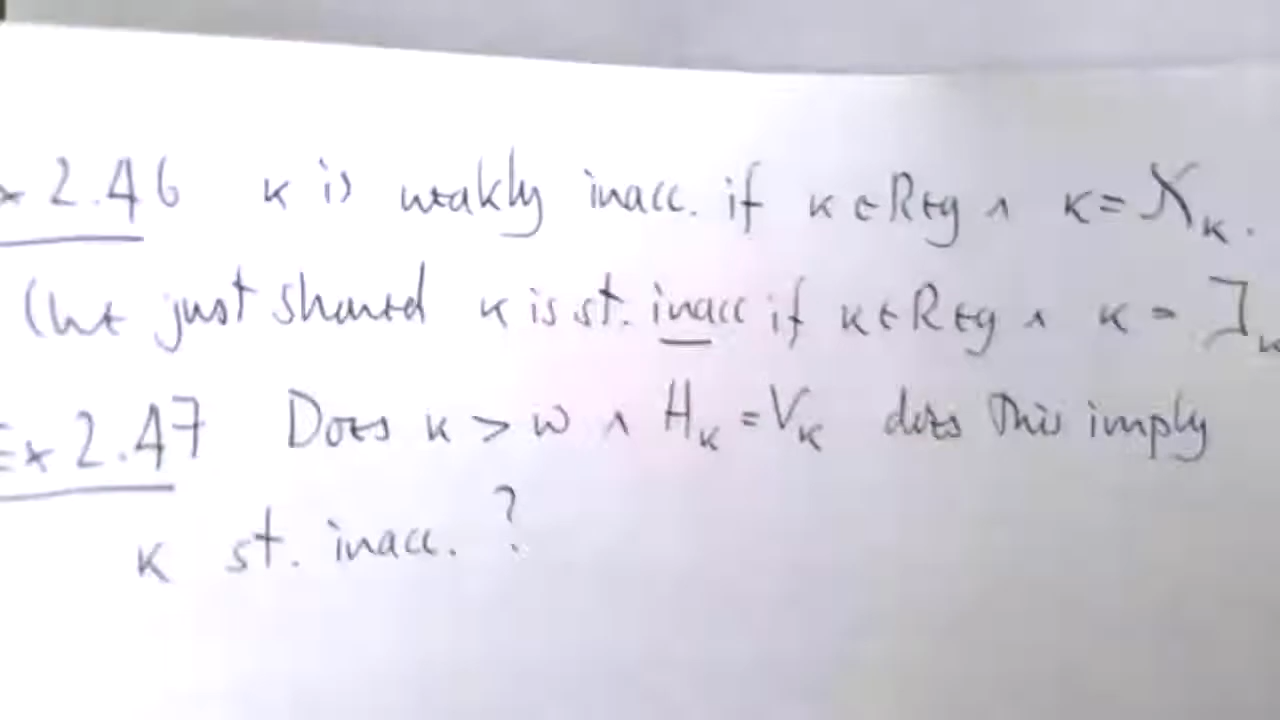 x 2.46 κ is weakly inacc. if κ ∈ Reg ∧ κ = ℵ_κ.
(We just showed κ is st. inacc if κ ∈ Reg ∧ κ = ℶ_κ
Ex 2.47 Does κ > ω ∧ H_κ = V_κ does this imply
κ st. inacc. ?